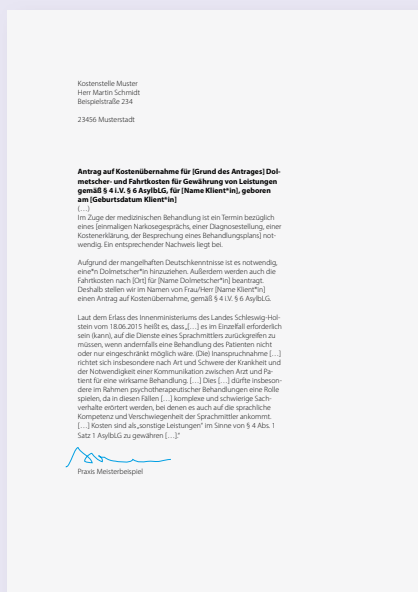 Kostenstelle Muster
Herr Martin Schmidt
Beispielstraße 234
23456 Musterstadt
Antrag auf Kostenübernahme für [Grund des Antrages] Dol-
metscher- und Fahrtkosten für Gewährung von Leistungen
gemäß § 4 i.V. § 6 AsylbLG, für [Name Klient*in], geboren
am [Geburtsdatum Klient*in]
(…)
Im Zuge der medizinischen Behandlung ist ein Termin bezüglich
eines [einmaligen Narkosegesprächs, einer Diagnosestellung, einer
Kostenerklärung, der Besprechung eines Behandlungsplans] not-
wendig. Ein entsprechender Nachweis liegt bei.
Aufgrund der mangelhaften Deutschkenntnisse ist es notwendig,
eine*n Dolmetscher*in hinzuziehen. Außerdem werden auch die
Fahrtkosten nach [Ort] für [Name Dolmetscher*in] beantragt.
Deshalb stellen wir im Namen von Frau/Herr [Name Klient*in]
einen Antrag auf Kostenübernahme, gemäß § 4 i.V. § 6 AsylbLG.
Laut dem Erlass des Innenministeriums des Landes Schleswig-Hol-
stein vom 18.06.2015 heißt es, dass „[…] es im Einzelfall erforderlich
sein (kann), auf die Dienste eines Sprachmittlers zurückgreifen zu
müssen, wenn andernfalls eine Behandlung des Patienten nicht
oder nur eingeschränkt möglich wäre. (Die) Inanspruchnahme […]
richtet sich insbesondere nach Art und Schwere der Krankheit und
der Notwendigkeit einer Kommunikation zwischen Arzt und Pa-
tient für eine wirksame Behandlung. […] Dies […] dürfte insbeson-
dere im Rahmen psychotherapeutischer Behandlungen eine Rolle
spielen, da in diesen Fällen […] komplexe und schwierige Sach-
verhalte erörtert werden, bei denen es auch auf die sprachliche
Kompetenz und Verschwiegenheit der Sprachmittler ankommt.
[…] Kosten sind als „sonstige Leistungen" im Sinne von § 4 Abs. 1
Satz 1 AsylbLG zu gewähren […]."
Praxis Meisterbeispiel